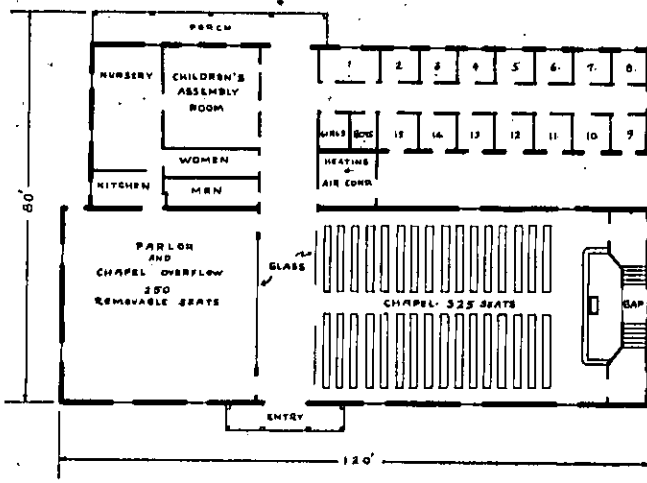 PORCH
NURSERY
CHILDREN'S
ASSEMBLY
ROOM
1
2
3
4
5
6
7
8
GIRLS
BOYS
15
14
13
12
11
10
9
WOMEN
HEATING
&
AIR COND.
KITCHEN
MEN
80'
PARLOR
AND
CHAPEL OVERFLOW
250
REMOVABLE SEATS
GLASS
CHAPEL - 325 SEATS
BAP
ENTRY
120'